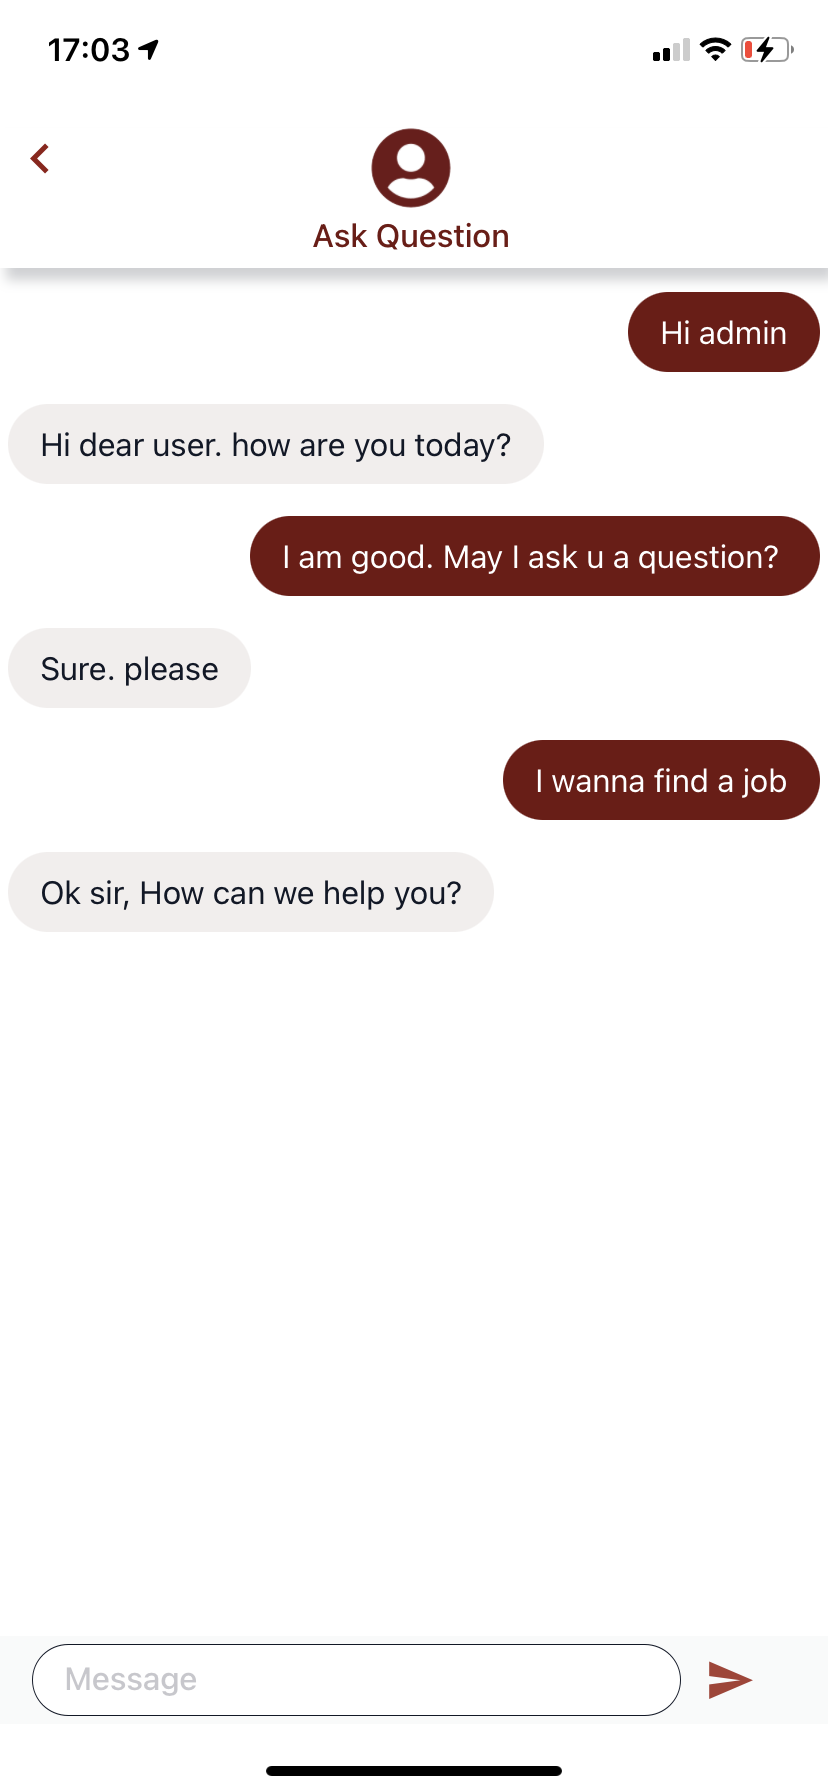 17:03
Ask Question
Hi admin
Hi dear user. how are you today?
I am good. May I ask u a question?
Sure. please
I wanna find a job
Ok sir, How can we help you?
Message